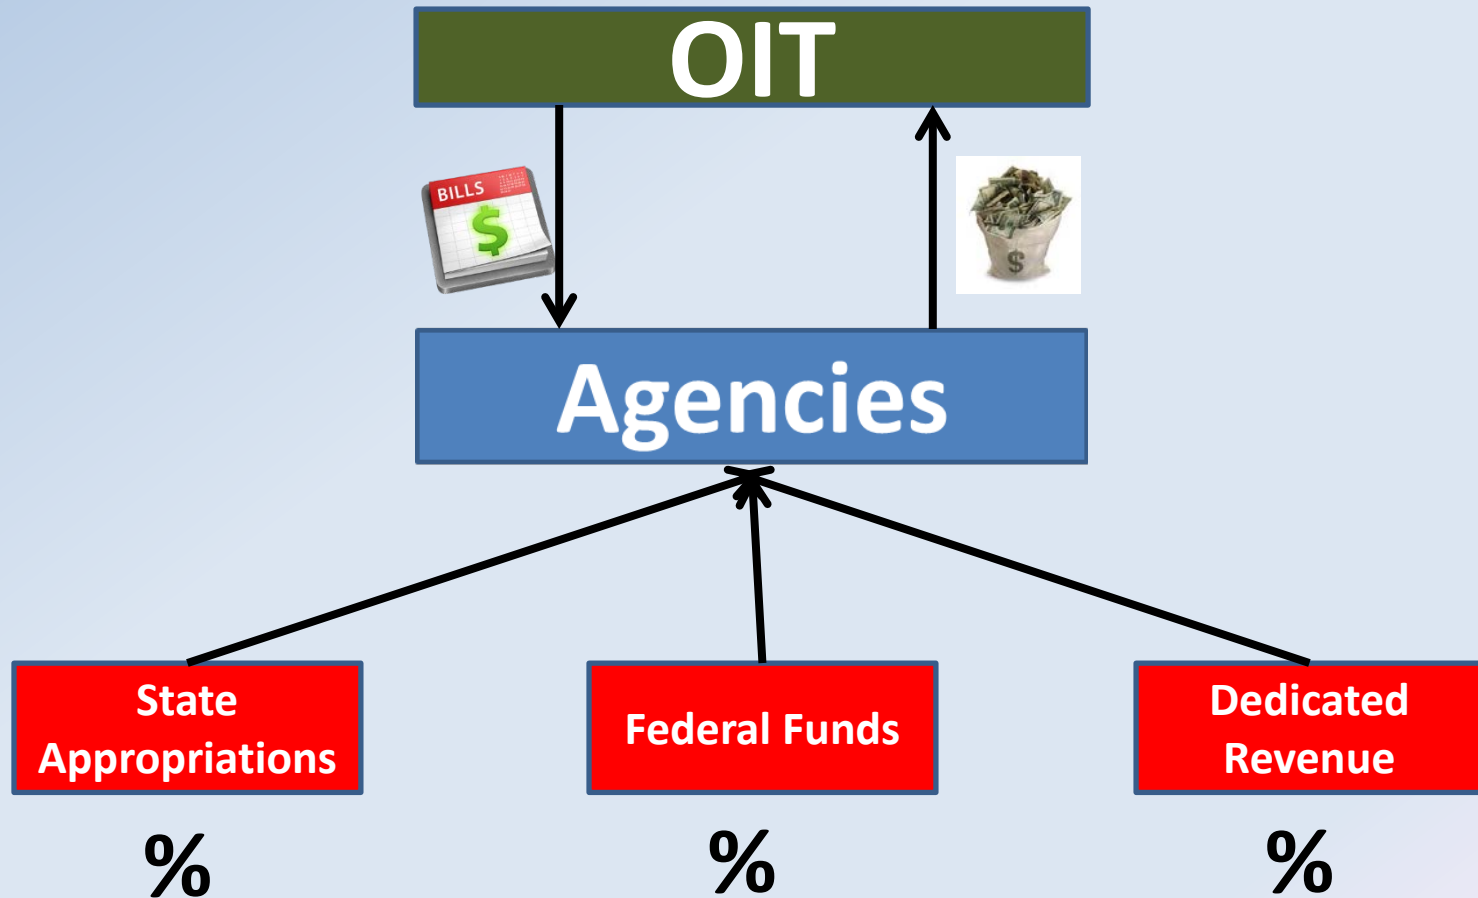 OIT
BILLS
$
$
Agencies
State
Appropriations
Federal Funds
Dedicated
Revenue
%
%
%